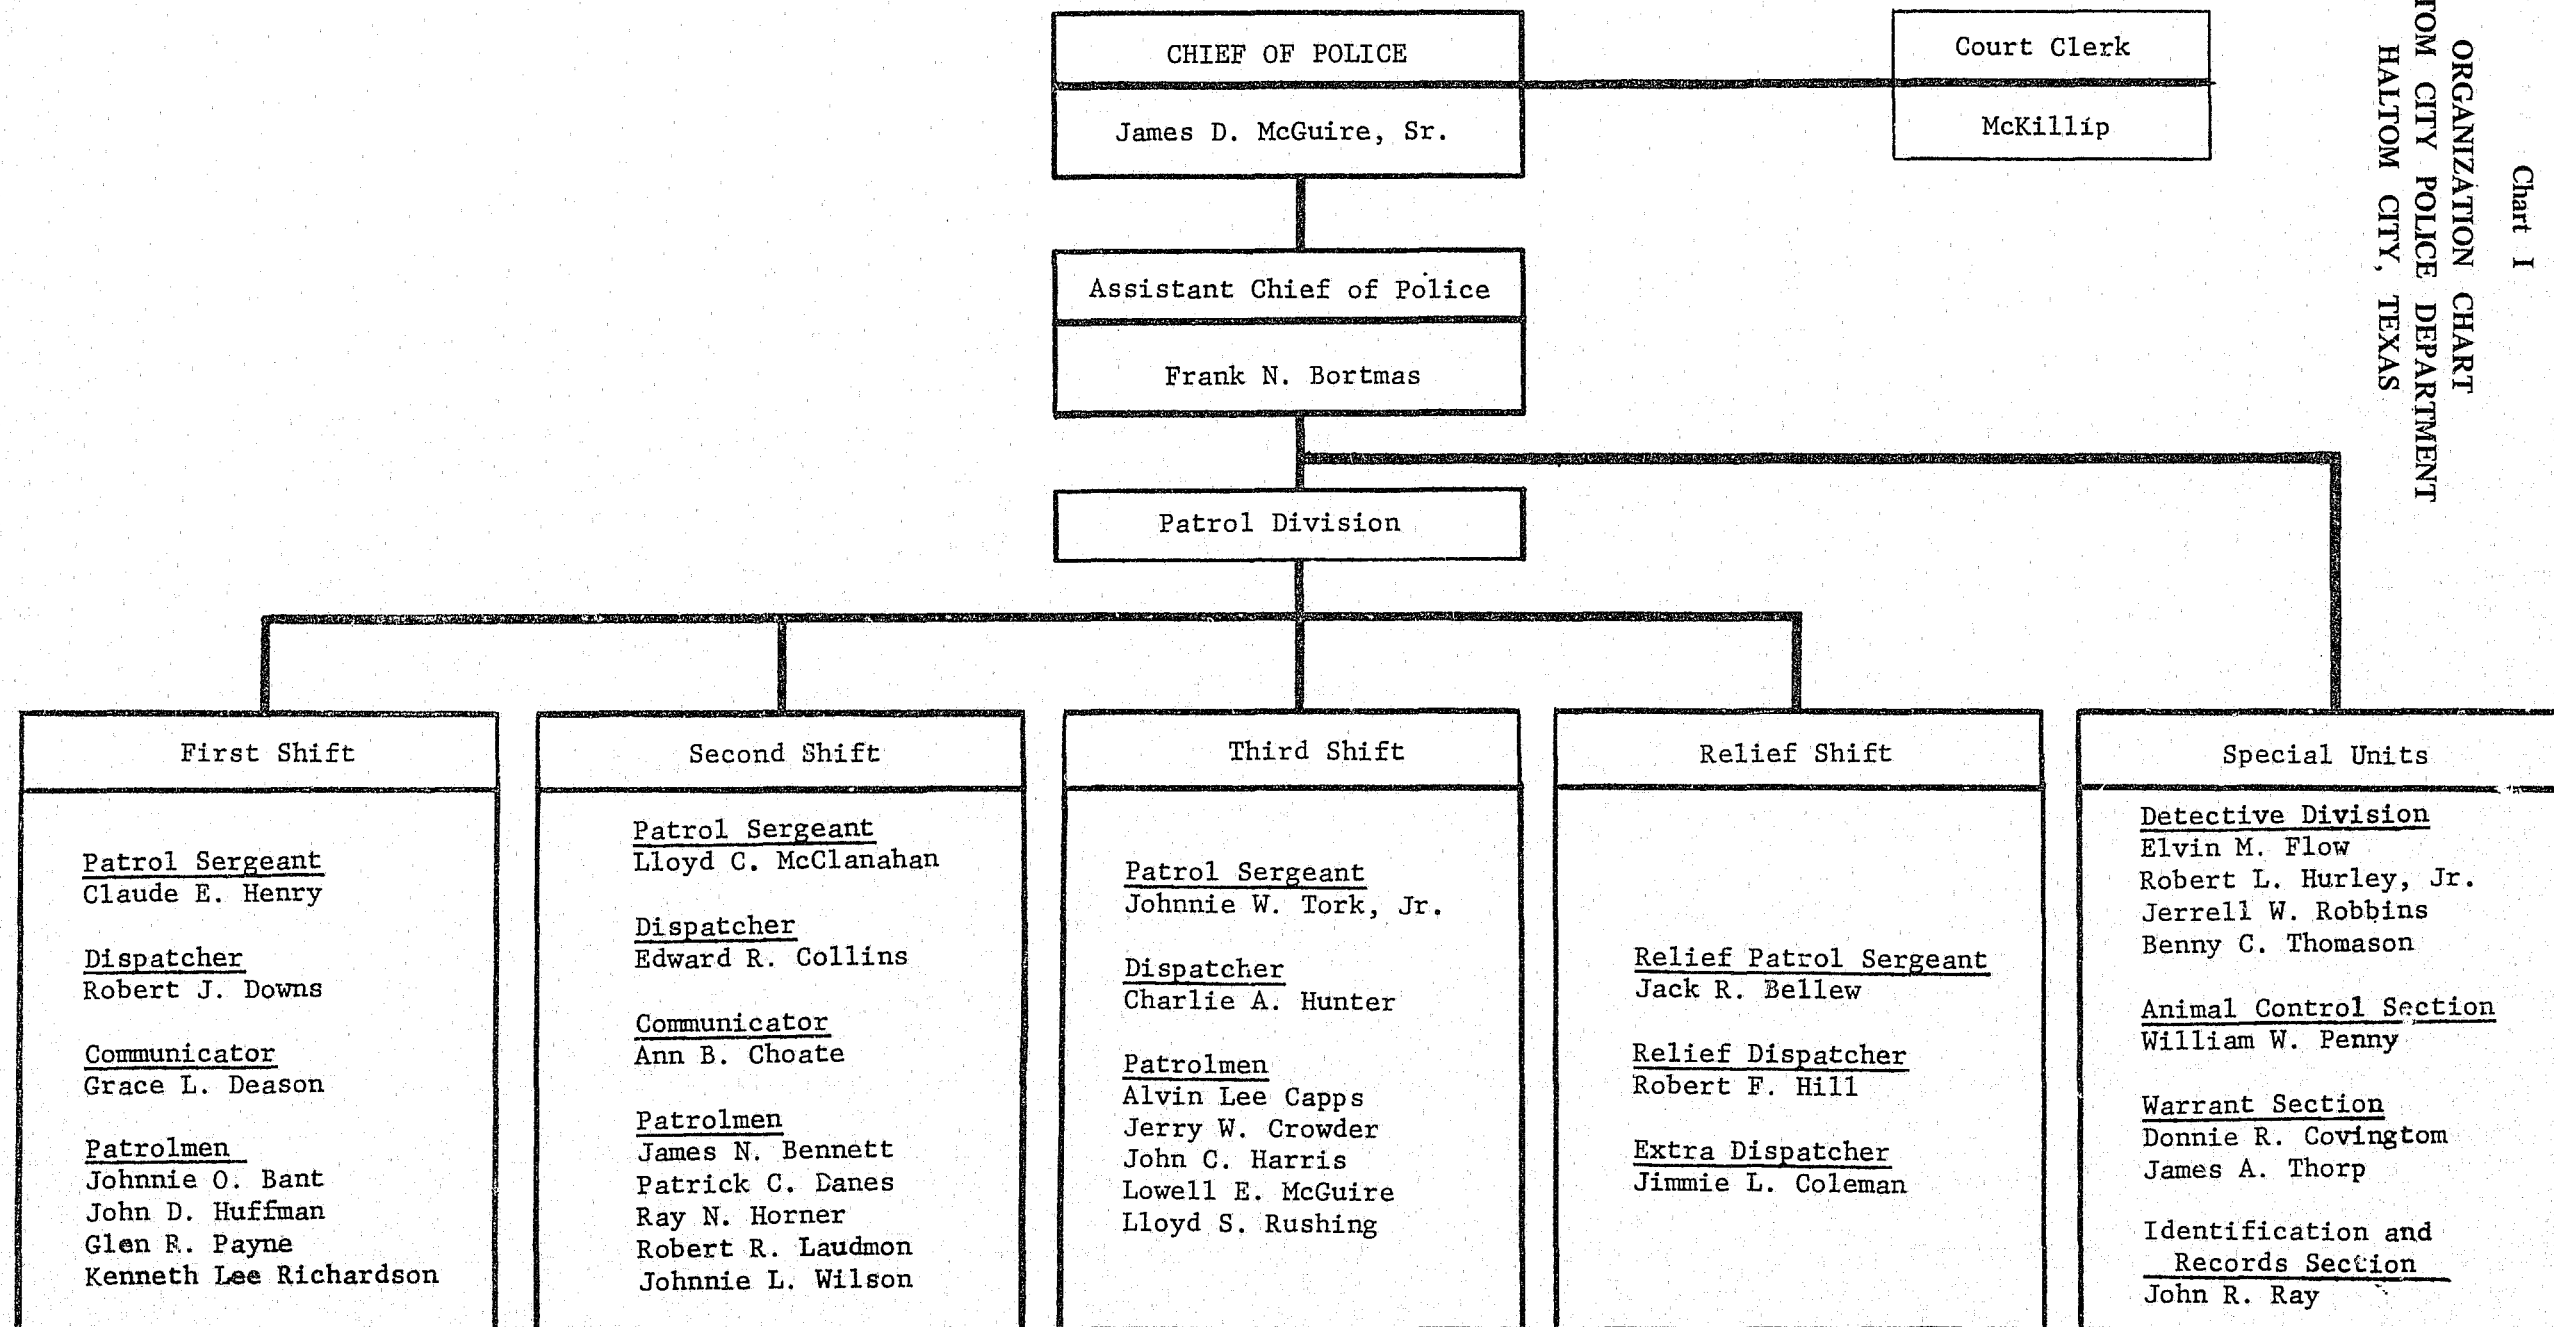 Chart I
ORGANIZATION CHART
TOM CITY POLICE DEPARTMENT
HALTOM CITY, TEXAS
CHIEF OF POLICE
James D. McGuire, Sr.
Court Clerk
McKillip
Assistant Chief of Police
Frank N. Bortmas
Patrol Division
First Shift
Patrol Sergeant
Claude E. Henry
Dispatcher
Robert J. Downs
Communicator
Grace L. Deason
Patrolmen
Johnnie O. Bant
John D. Huffman
Glen R. Payne
Kenneth Lee Richardson
Second Shift
Patrol Sergeant
Lloyd C. McClanahan
Dispatcher
Edward R. Collins
Communicator
Ann B. Choate
Patrolmen
James N. Bennett
Patrick C. Danes
Ray N. Horner
Robert R. Laudmon
Johnnie L. Wilson
Third Shift
Patrol Sergeant
Johnnie W. Tork, Jr.
Dispatcher
Charlie A. Hunter
Patrolmen
Alvin Lee Capps
Jerry W. Crowder
John C. Harris
Lowell E. McGuire
Lloyd S. Rushing
Relief Shift
Relief Patrol Sergeant
Jack R. Bellew
Relief Dispatcher
Robert F. Hill
Extra Dispatcher
Jimmie L. Coleman
Special Units
Detective Division
Elvin M. Flow
Robert L. Hurley, Jr.
Jerrell W. Robbins
Benny C. Thomason
Animal Control Section
William W. Penny
Warrant Section
Donnie R. Covingtom
James A. Thorp
Identification and
Records Section
John R. Ray